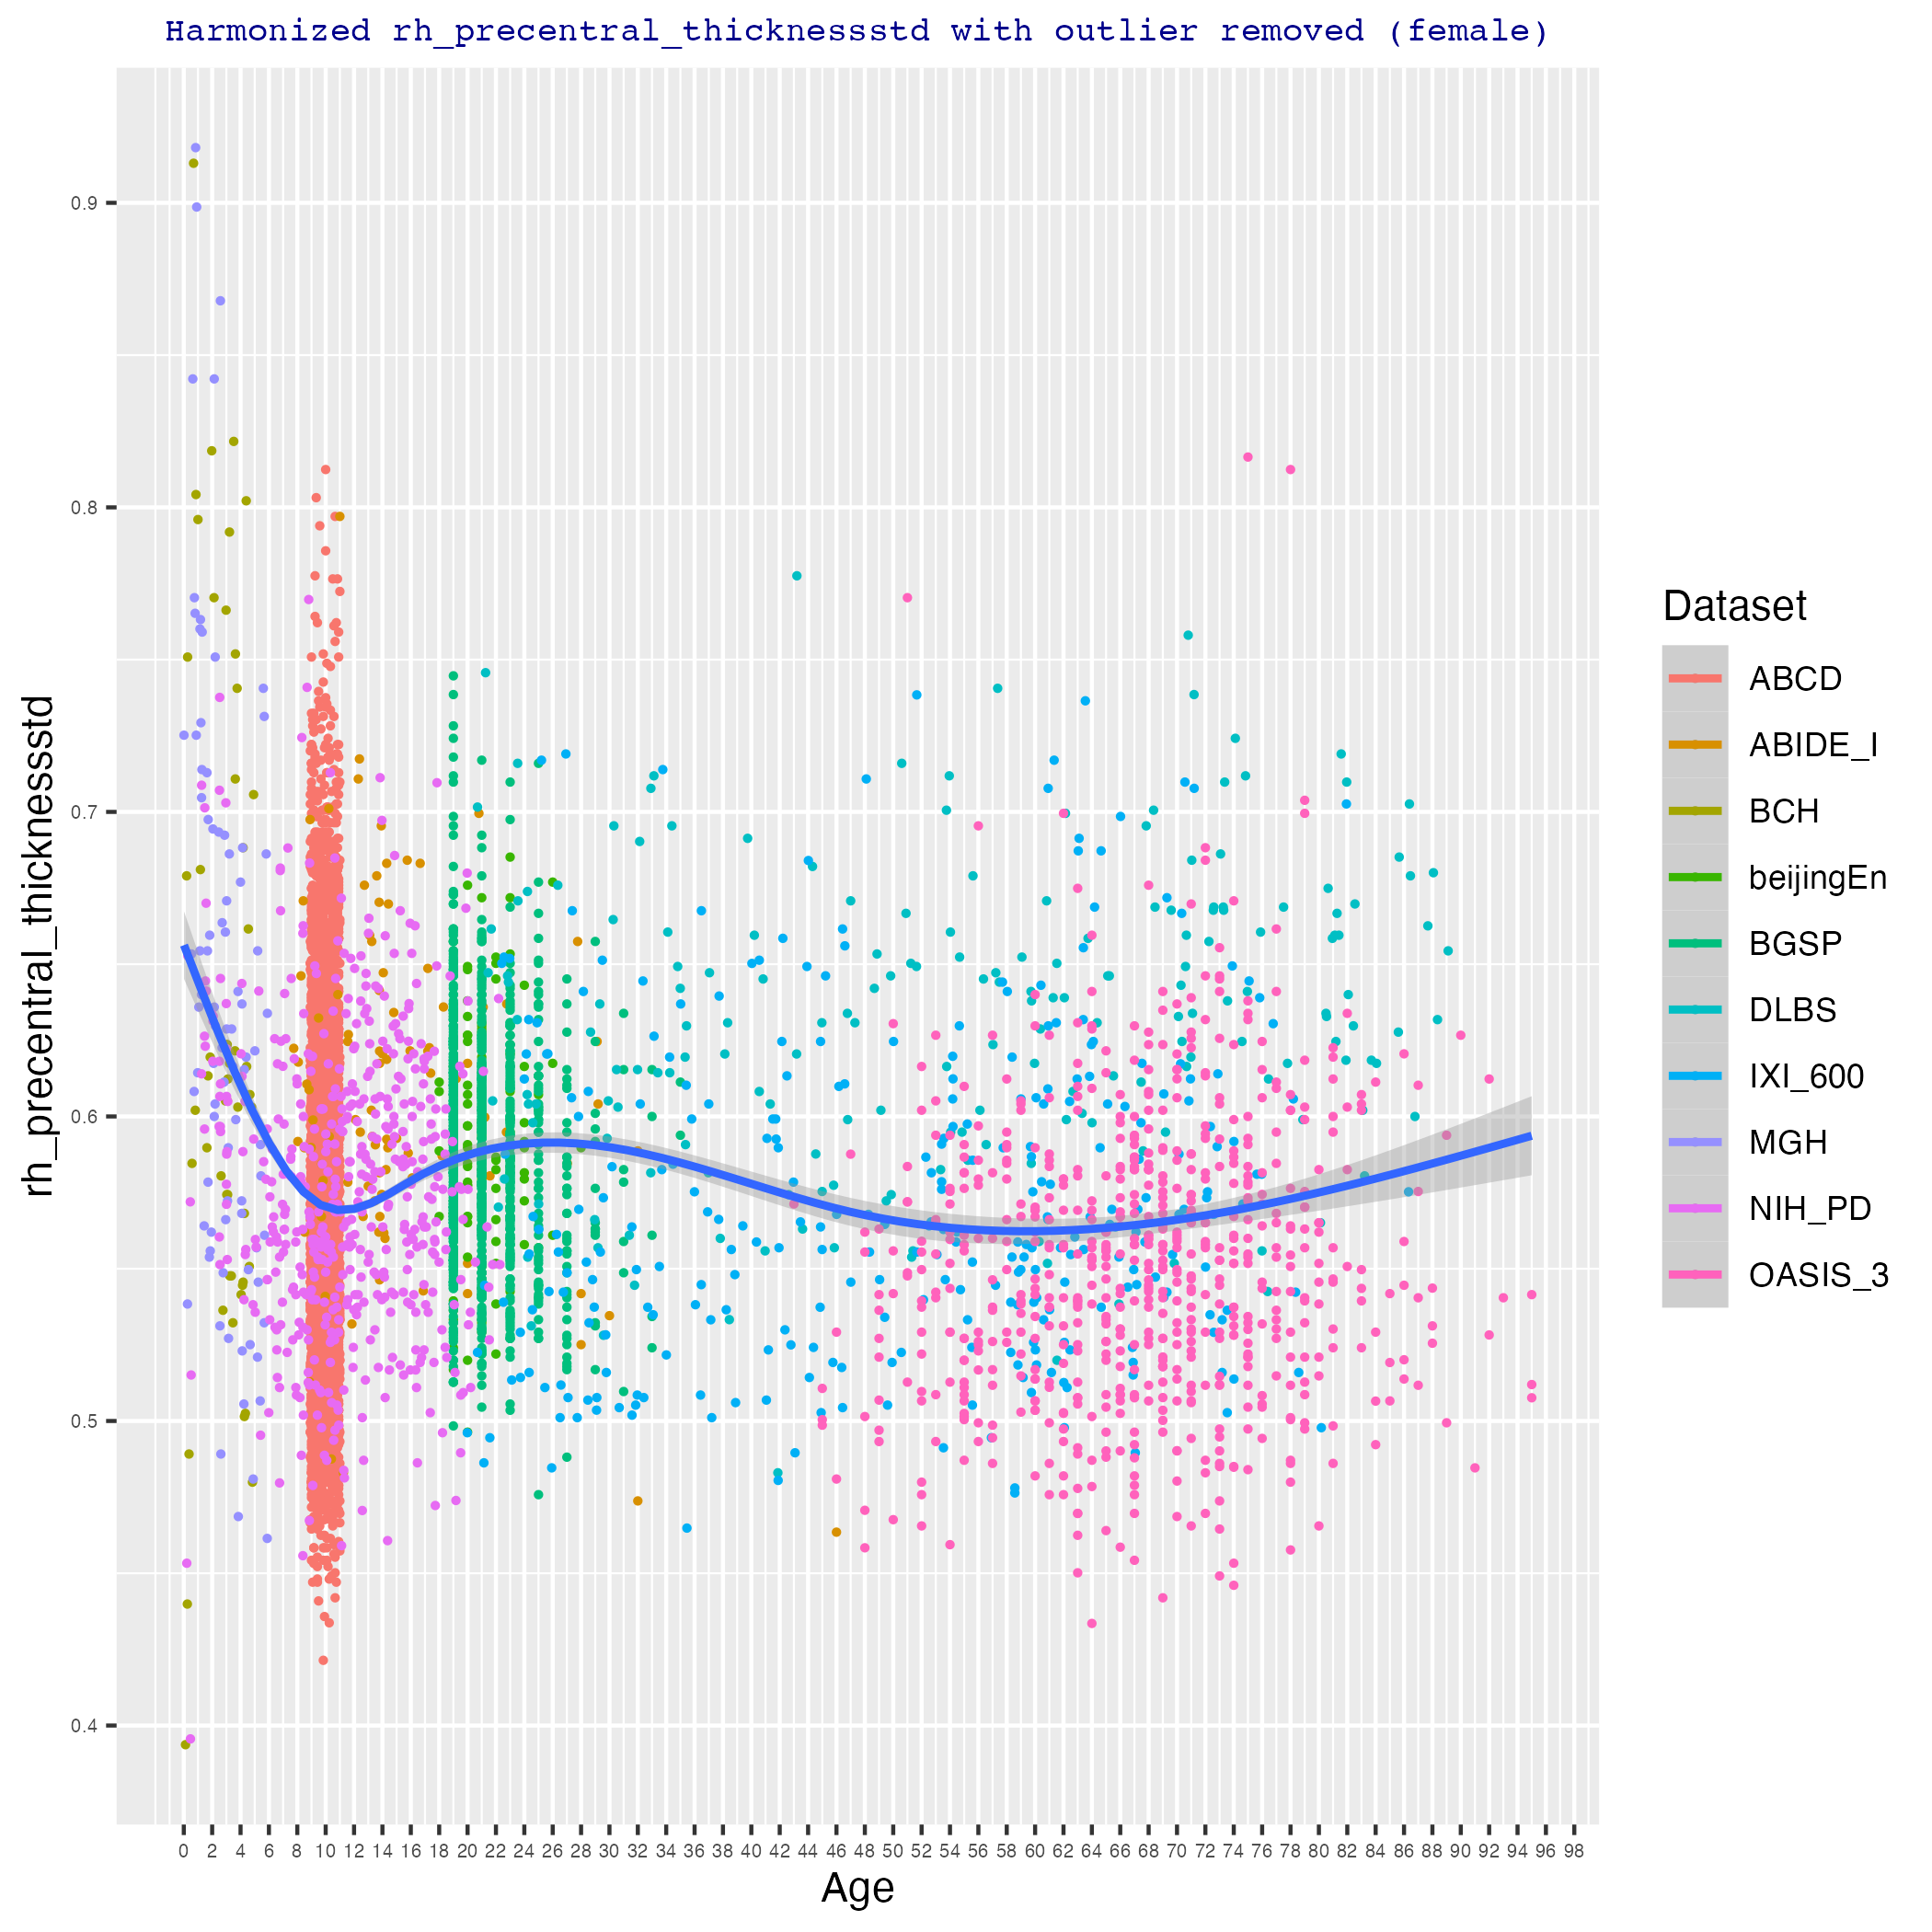 Harmonized rh_precentral_thicknessstd with outlier removed (female)
rh_precentral_thicknessstd
0.9
0.8
0.7
0.6
0.5
0.4
0 2 4 6 8 10 12 14 16 18 20 22 24 26 28 30 32 34 36 38 40 42 44 46 48 50 52 54 56 58 60 62 64 66 68 70 72 74 76 78 80 82 84 86 88 90 92 94 96 98
Age
Dataset
ABCD
ABIDE_I
BCH
beijingEn
BGSP
DLBS
IXI_600
MGH
NIH_PD
OASIS_3